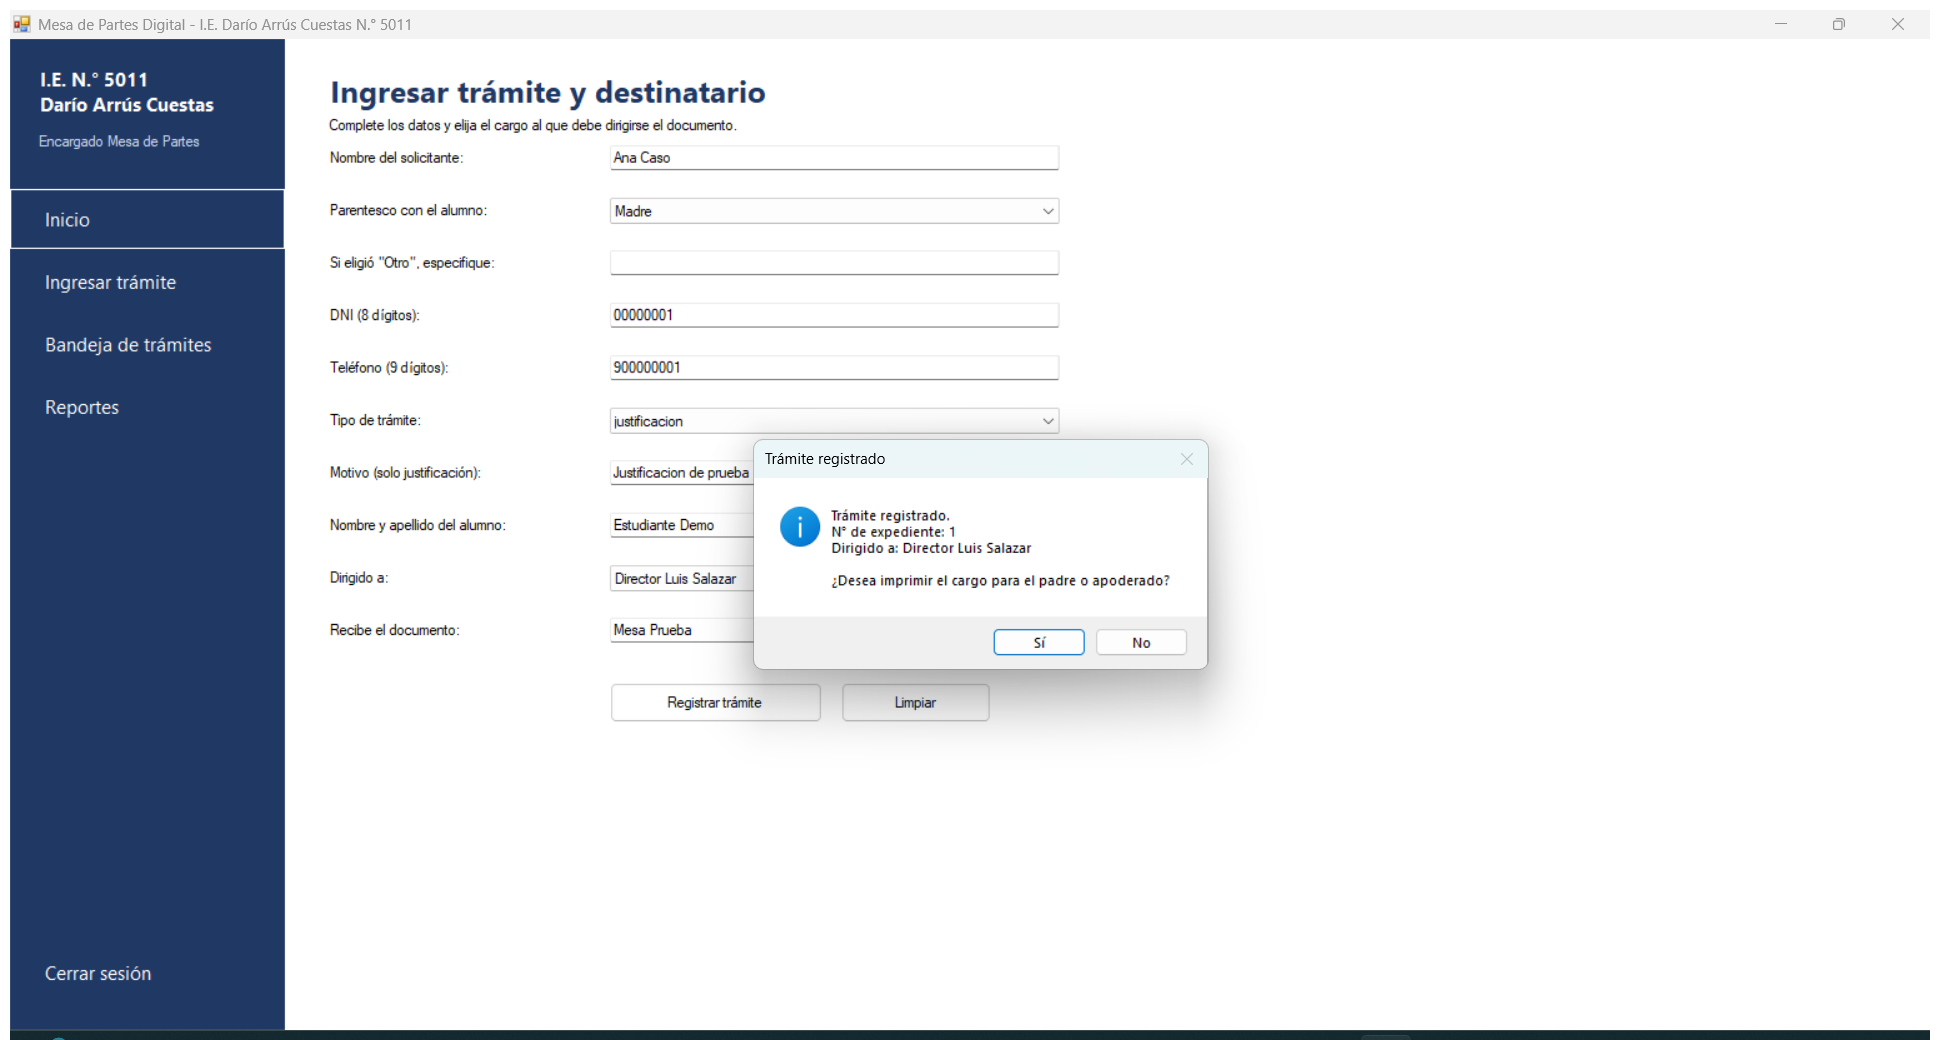 Mesa de Partes Digital - I.E. Darío Arrús Cuestas N.° 5011
I.E. N.° 5011
Darío Arrús Cuestas
Encargado Mesa de Partes
Inicio
Ingresar trámite
Bandeja de trámites
Reportes
Cerrar sesión
Ingresar trámite y destinatario
Complete los datos y elija el cargo al que debe dirigirse el documento.
Nombre del solicitante: Ana Caso
Parentesco con el alumno: Madre
Si eligió "Otro", especifique:
DNI (8 dígitos): 00000001
Teléfono (9 dígitos): 900000001
Tipo de trámite: justificacion
Motivo (solo justificación): Justificacion de prueba
Nombre y apellido del alumno: Estudiante Demo
Dirigido a: Director Luis Salazar
Recibe el documento: Mesa Prueba
Registrar trámite Limpiar
Trámite registrado
Trámite registrado.
N° de expediente: 1
Dirigido a: Director Luis Salazar
¿Desea imprimir el cargo para el padre o apoderado?
Sí No